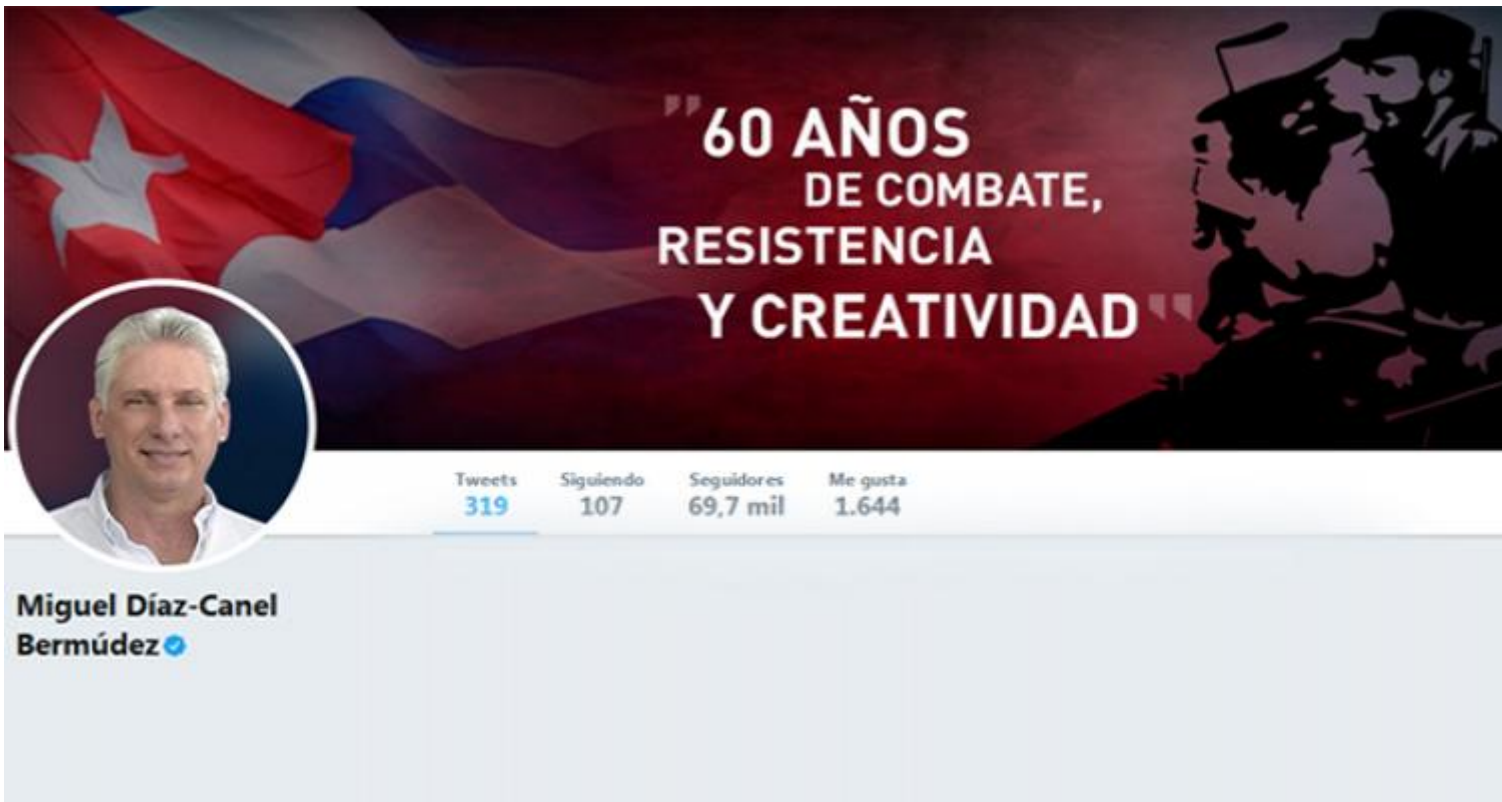 "60 AÑOS
DE COMBATE,
RESISTENCIA
Y CREATIVIDAD"
Tweets Siguiendo Seguidores Me gusta
319 107 69,7 mil 1.644
Miguel Díaz-Canel
Bermúdez